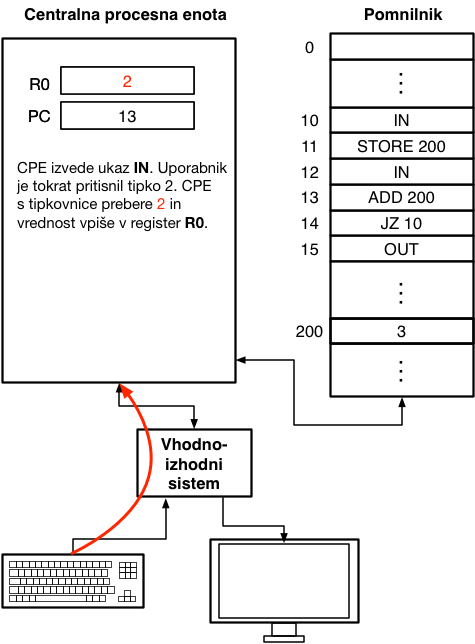 Centralna procesna enota
Pomnilnik
R0 2
PC 13
CPE izvede ukaz IN. Uporabnik
je tokrat pritisnil tipko 2. CPE
s tipkovnice prebere 2 in
vrednost vpiše v register R0.
0
10 IN
11 STORE 200
12 IN
13 ADD 200
14 JZ 10
15 OUT
200 3
Vhodno-
izhodni
sistem